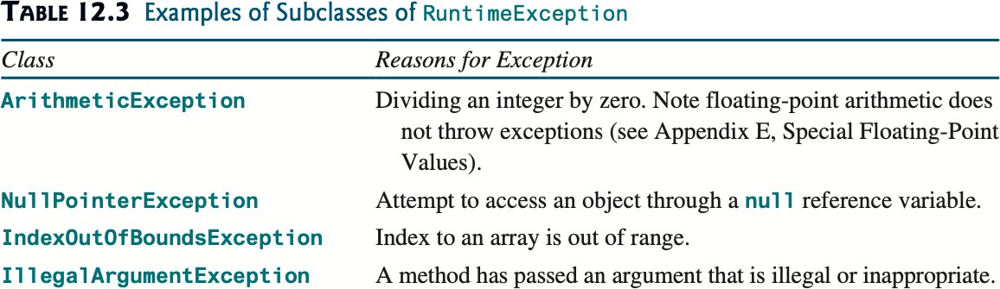 TABLE 12.3 Examples of Subclasses of RuntimeException
Class Reasons for Exception
ArithmeticException Dividing an integer by zero. Note floating-point arithmetic does
not throw exceptions (see Appendix E, Special Floating-Point
Values).
NullPointerException Attempt to access an object through a null reference variable.
IndexOutOfBoundsException Index to an array is out of range.
IllegalArgumentException A method has passed an argument that is illegal or inappropriate.